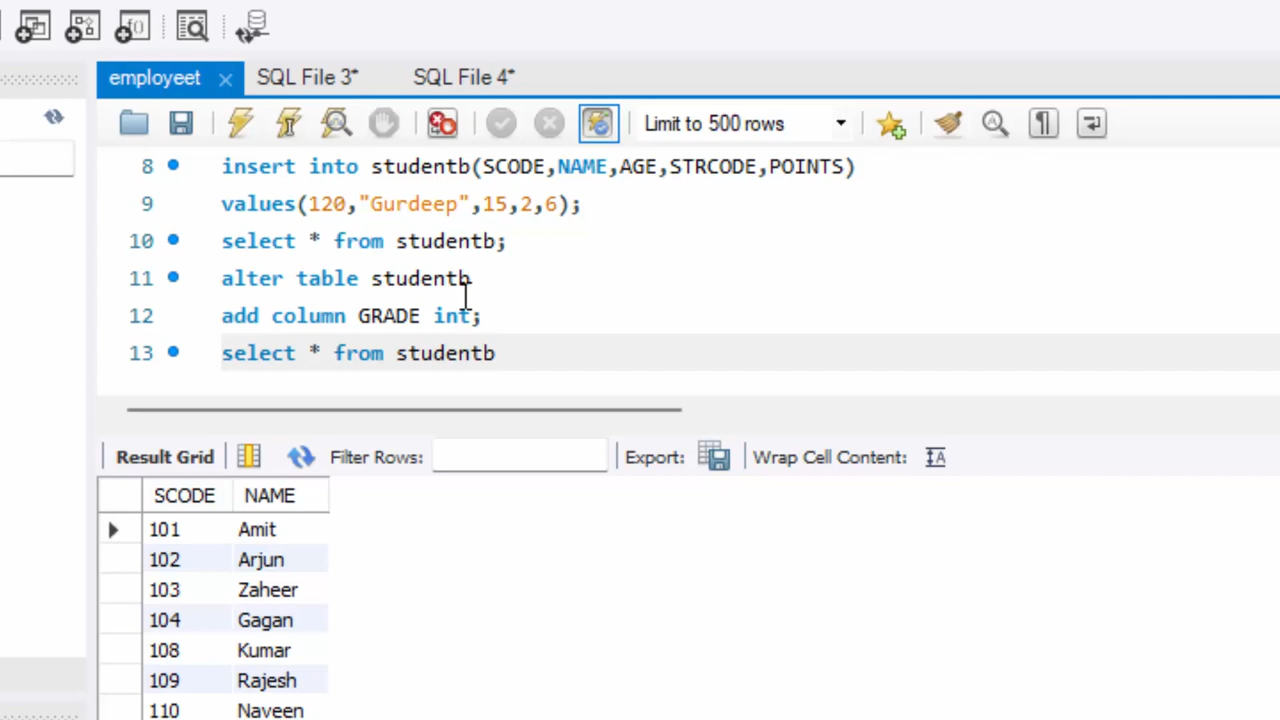 employeet SQL File 3* SQL File 4*
Limit to 500 rows
8 insert into studentb(SCODE,NAME,AGE,STRCODE,POINTS)
9 values(120,"Gurdeep",15,2,6);
10 select * from studentb;
11 alter table studentb
12 add column GRADE int;
13 select * from studentb
Result Grid Filter Rows: Export: Wrap Cell Content:
SCODE NAME
101 Amit
102 Arjun
103 Zaheer
104 Gagan
108 Kumar
109 Rajesh
110 Naveen